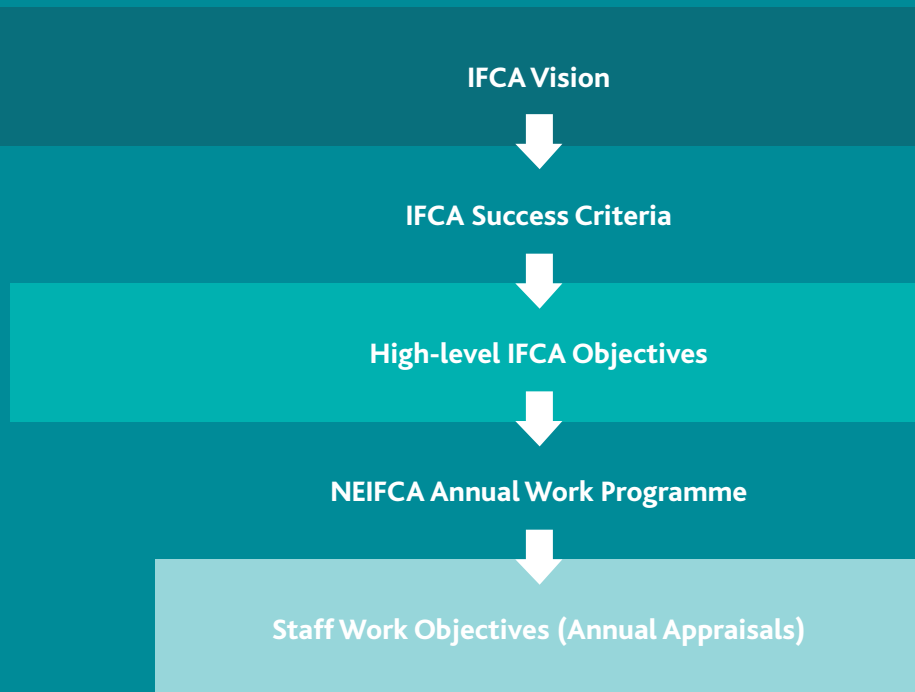 IFCA Vision
IFCA Success Criteria
High-level IFCA Objectives
NEIFCA Annual Work Programme
Staff Work Objectives (Annual Appraisals)